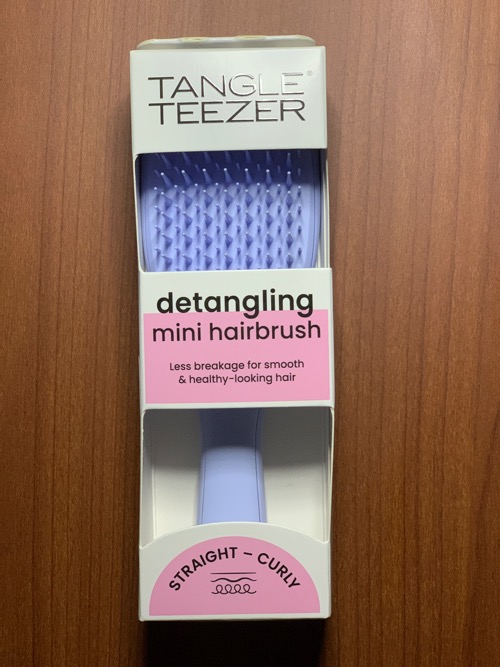 TANGLE
TEEZER®
detangling
mini hairbrush
Less breakage for smooth
& healthy-looking hair
STRAIGHT – CURLY